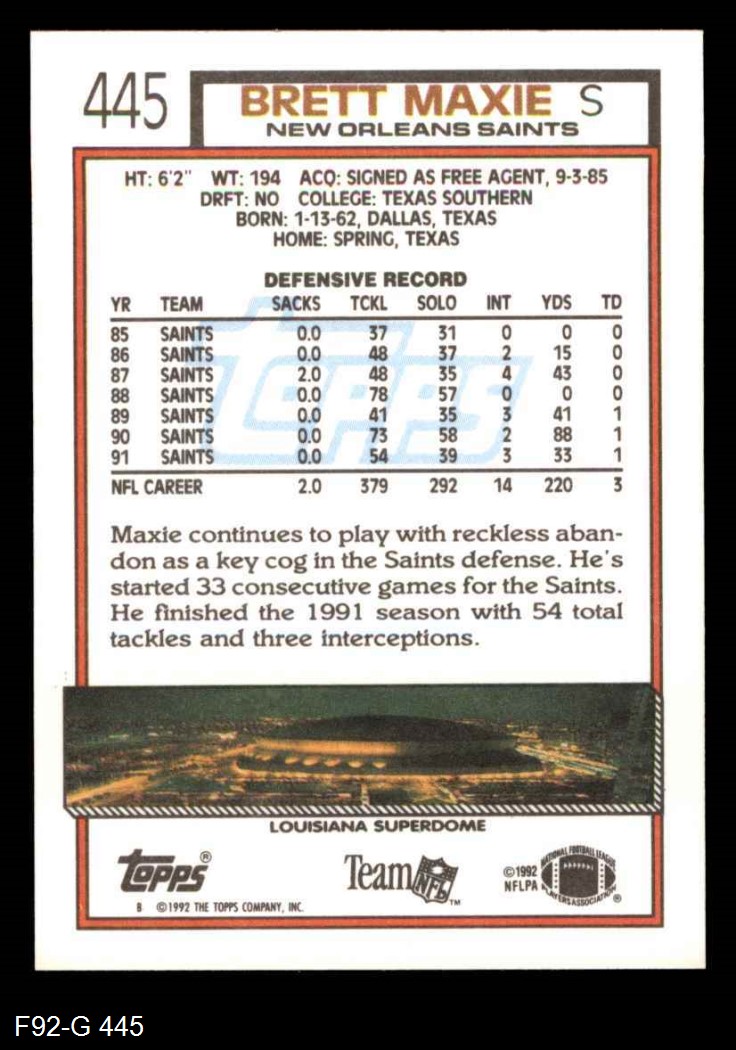 445 BRETT MAXIE S
NEW ORLEANS SAINTS
HT: 6'2" WT: 194 ACQ: SIGNED AS FREE AGENT, 9-3-85
DRFT: NO COLLEGE: TEXAS SOUTHERN
BORN: 1-13-62, DALLAS, TEXAS
HOME: SPRING, TEXAS
DEFENSIVE RECORD
YR TEAM SACKS TCKL SOLO INT YDS TD
85 SAINTS 0.0 37 31 0 0 0
86 SAINTS 0.0 48 37 2 15 0
87 SAINTS 2.0 48 35 4 43 0
88 SAINTS 0.0 78 57 0 0 0
89 SAINTS 0.0 41 35 3 41 1
90 SAINTS 0.0 73 58 2 88 1
91 SAINTS 0.0 54 39 3 33 1
NFL CAREER 2.0 379 292 14 220 3
TOPPS
Maxie continues to play with reckless aban-
don as a key cog in the Saints defense. He's
started 33 consecutive games for the Saints.
He finished the 1991 season with 54 total
tackles and three interceptions.
LOUISIANA SUPERDOME
TOPPS®
Team NFL™
©1992
NFLPA
NATIONAL FOOTBALL LEAGUE
PLAYERS ASSOCIATION®
B ©1992 THE TOPPS COMPANY, INC.
F92-G 445